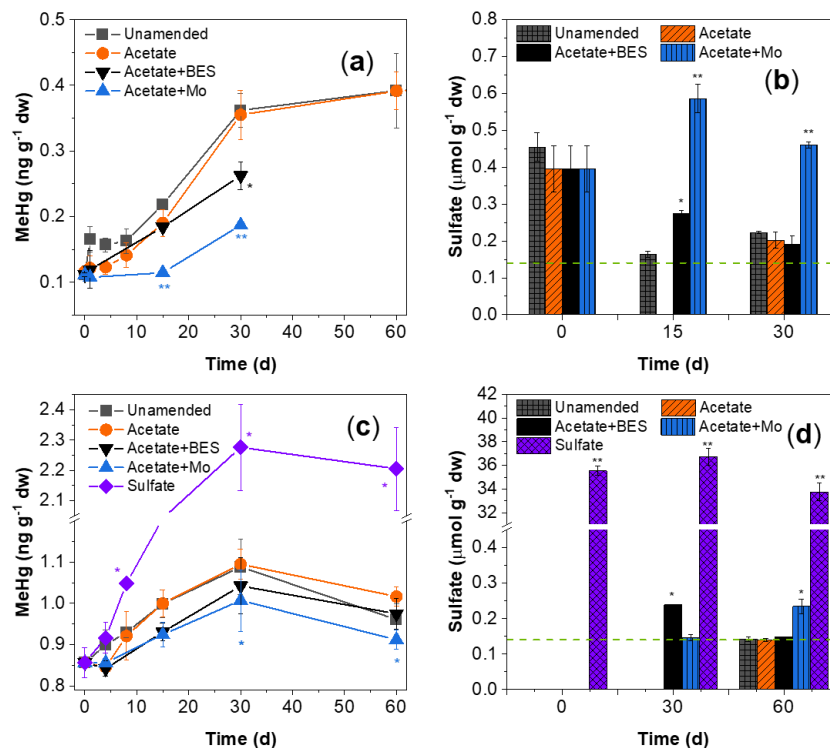 Unamended
Acetate
Acetate+BES
Acetate+Mo
(a)
MeHg (ng g-1 dw)
0.5
0.4
0.3
0.2
0.1
*
**
**
0 10 20 30 40 50 60
Time (d)
Unamended Acetate
Acetate+BES Acetate+Mo
(b)
Sulfate (μmol g-1 dw)
0.8
0.7
0.6
0.5
0.4
0.3
0.2
0.1
0.0
**
*
**
0 15 30
Time (d)
Unamended
Acetate
Acetate+BES
Acetate+Mo
Sulfate
(c)
MeHg (ng g-1 dw)
2.4
2.3
2.2
2.1
1.1
1.0
0.9
0.8
*
*
*
*
*
0 10 20 30 40 50 60
Time (d)
Unamended Acetate
Acetate+BES Acetate+Mo
Sulfate
(d)
Sulfate (μmol g-1 dw)
42
40
38
36
34
32
0.3
0.2
0.1
0.0
**
**
**
*
*
0 30 60
Time (d)